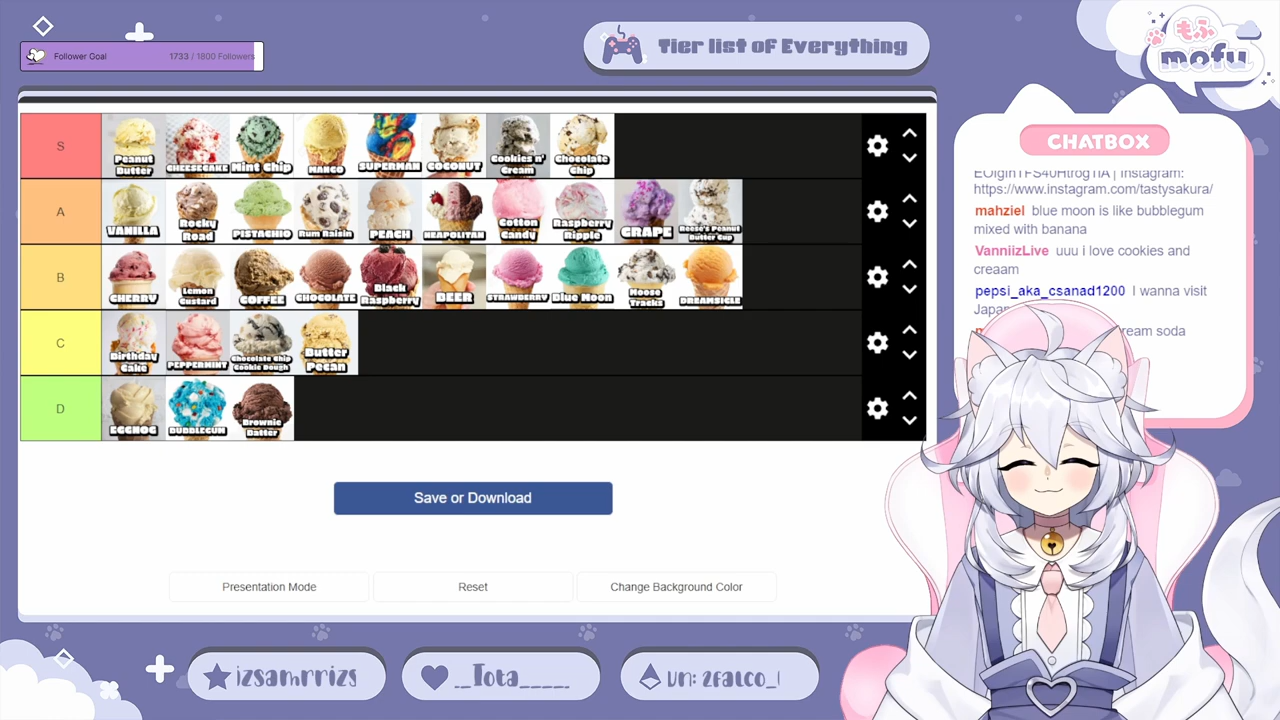 Follower Goal
1733 / 1800 Followers
Tier list of Everything
もふ
mofu
CHATBOX
https://www.instagram.com/tastysakura/
mahziel blue moon is like bubblegum
mixed with banana
VanniizLive uuu i love cookies and
creaam
pepsi_aka_csanad1200 I wanna visit
soda
S
Peanut Butter
CHEESECAKE
Mint Chip
MANGO
SUPERMAN
COCONUT
Cookies n' Cream
Chocolate Chip
A
VANILLA
Rocky Road
PISTACHIO
Rum Raisin
PEACH
NEAPOLITAN
Cotton Candy
Raspberry Ripple
GRAPE
Reese's Peanut Butter Cup
B
CHERRY
Lemon Custard
COFFEE
CHOCOLATE
Black Raspberry
BEER
STRAWBERRY
Blue Moon
Moose Tracks
DREAMSICLE
C
Birthday Cake
PEPPERMINT
Chocolate Chip Cookie Dough
Butter Pecan
D
EGGNOG
BUBBLEGUM
Brownie Batter
Save or Download
Presentation Mode
Reset
Change Background Color
izsamrrizs
._Tota_____.
vn: 2falco_